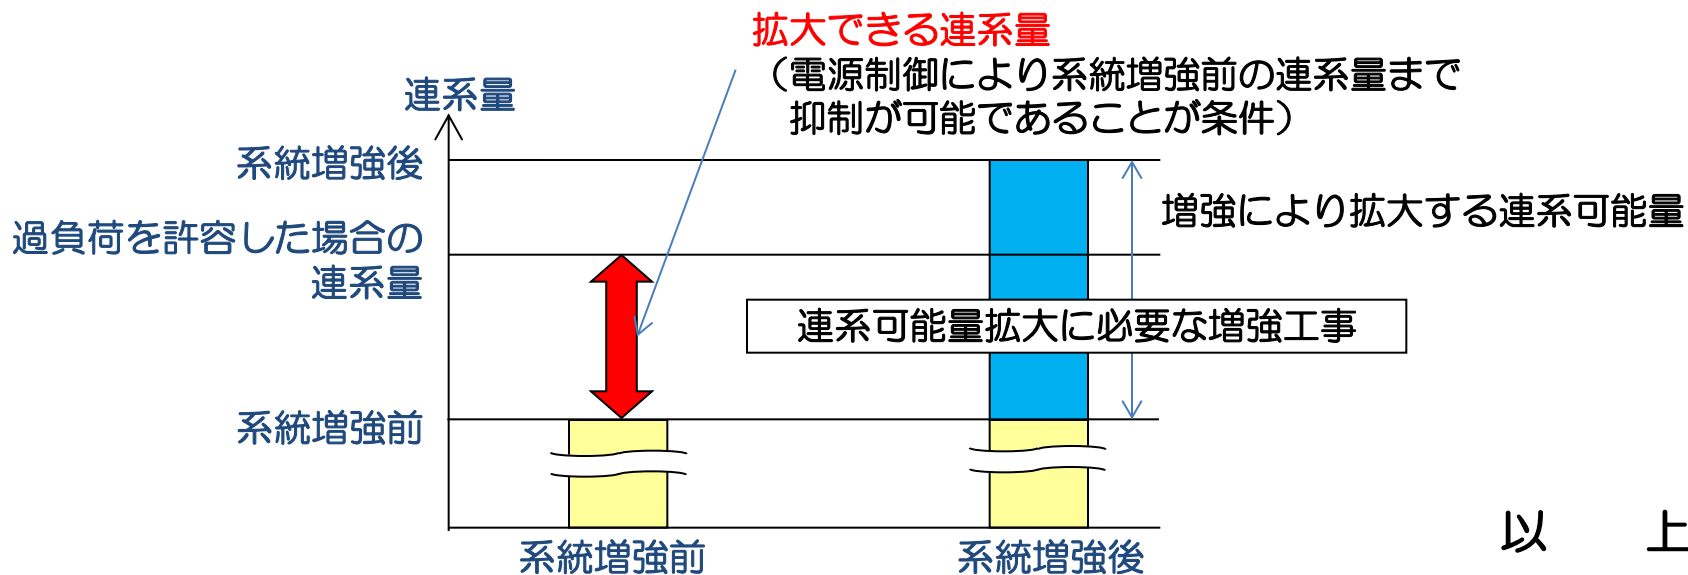 拡大できる連系量
（電源制御により系統増強前の連系量まで
抑制が可能であることが条件）
連系量
系統増強後
増強により拡大する連系可能量
過負荷を許容した場合の
連系量
連系可能量拡大に必要な増強工事
系統増強前
系統増強前
系統増強後
以　上